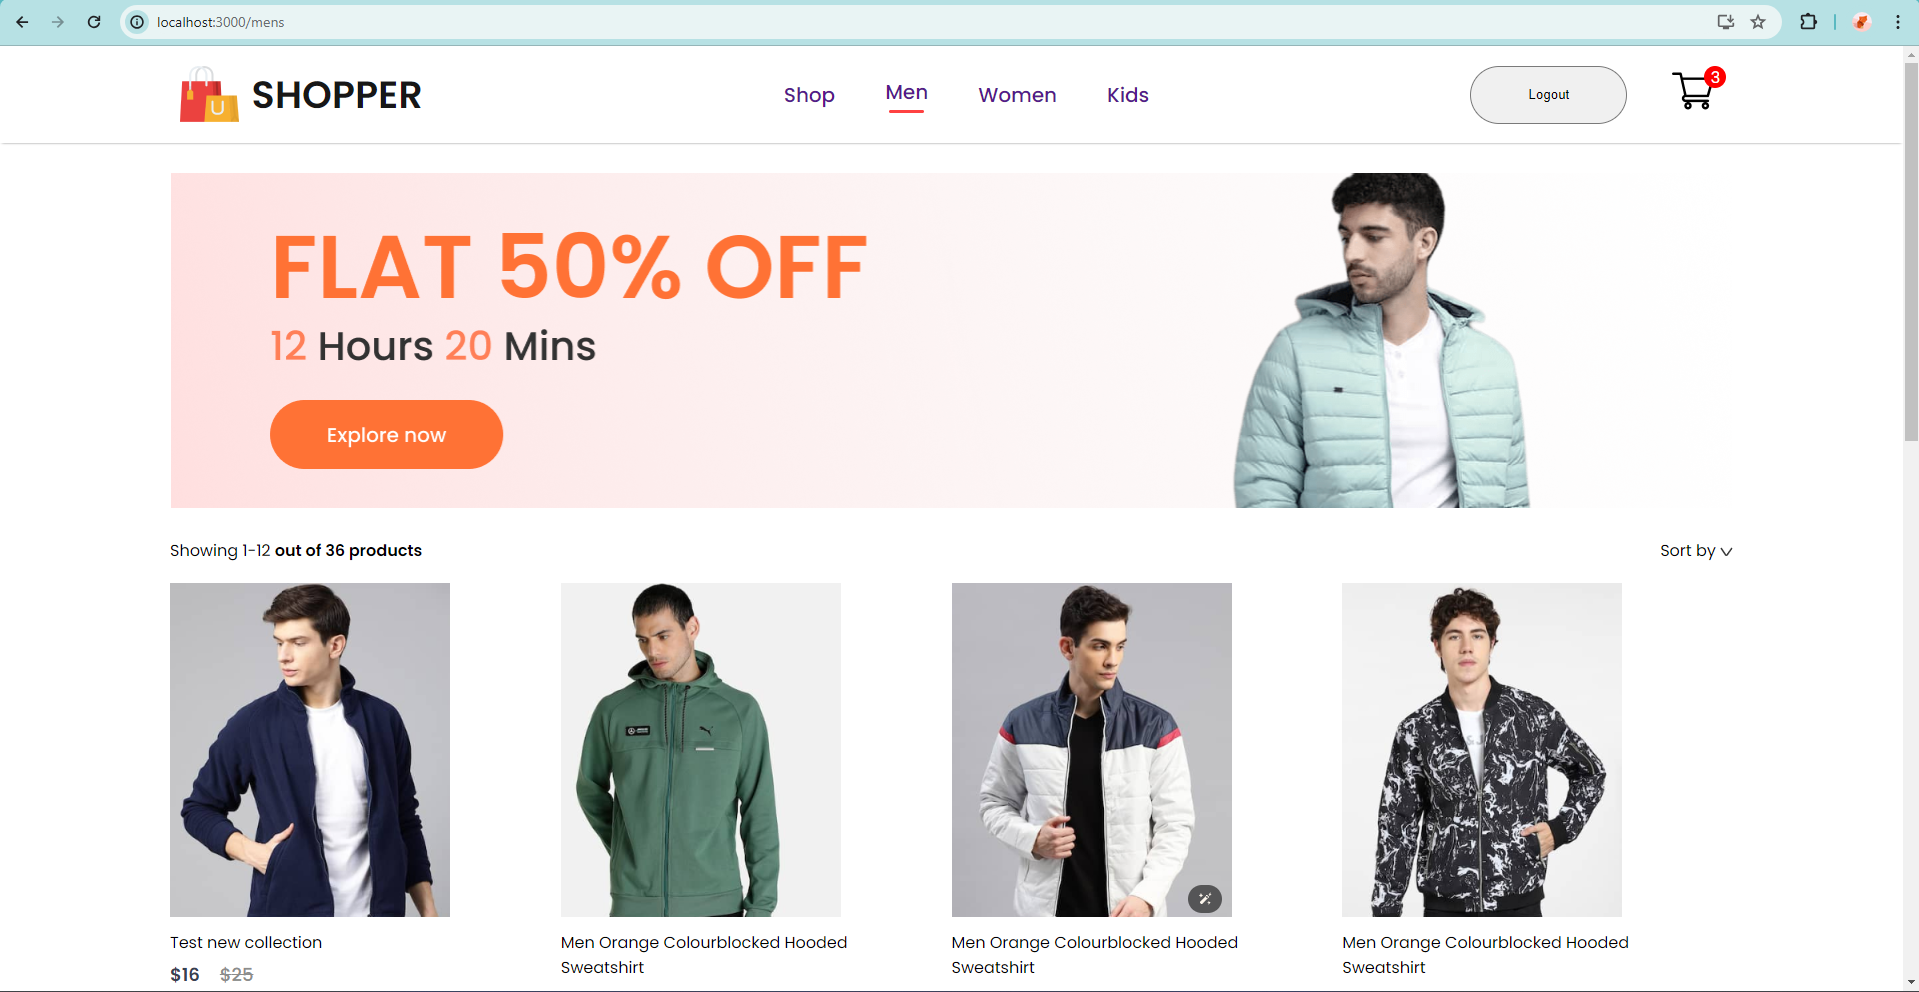 localhost:3000/mens
U
SHOPPER
Shop
Men
Women
Kids
Logout
3
FLAT 50% OFF
12 Hours 20 Mins
Explore now
Showing 1-12 out of 36 products
Sort by
Test new collection
$16 $25
Men Orange Colourblocked Hooded
Sweatshirt
Men Orange Colourblocked Hooded
Sweatshirt
Men Orange Colourblocked Hooded
Sweatshirt